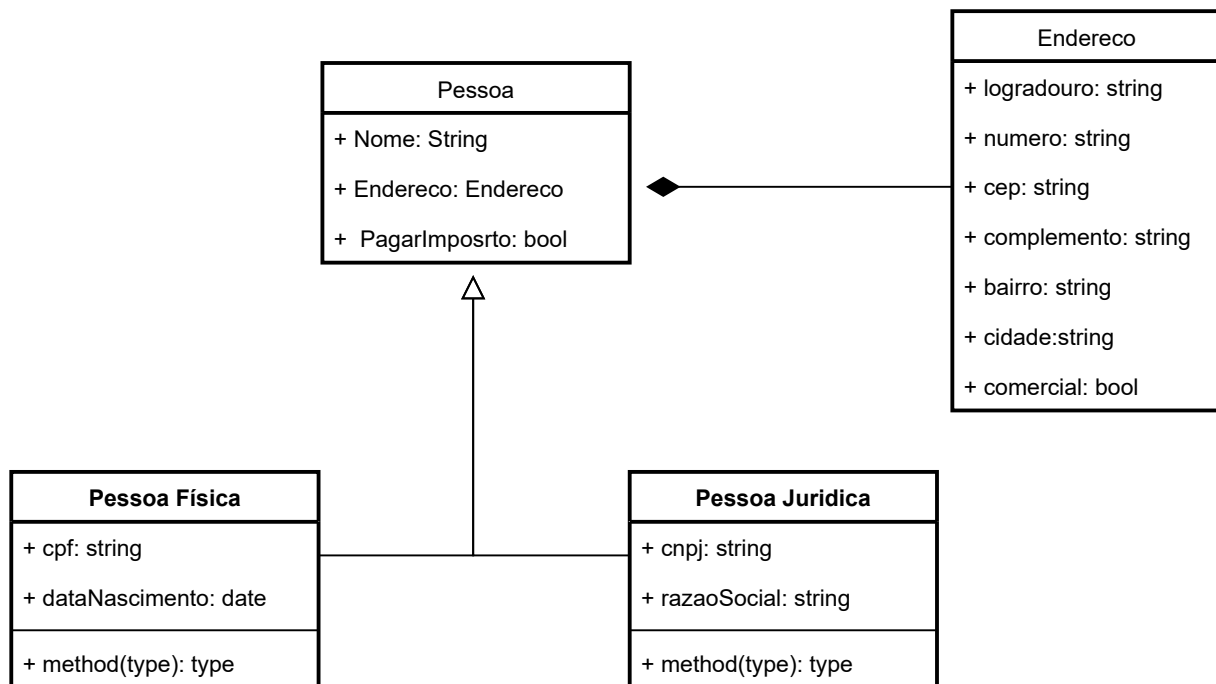 Endereco
+ logradouro: string
+ numero: string
+ cep: string
+ complemento: string
+ bairro: string
+ cidade:string
+ comercial: bool
Pessoa
+ Nome: String
+ Endereco: Endereco
+  PagarImposrto: bool
Pessoa Física
+ cpf: string
+ dataNascimento: date
+ method(type): type
Pessoa Juridica
+ cnpj: string
+ razaoSocial: string
+ method(type): type